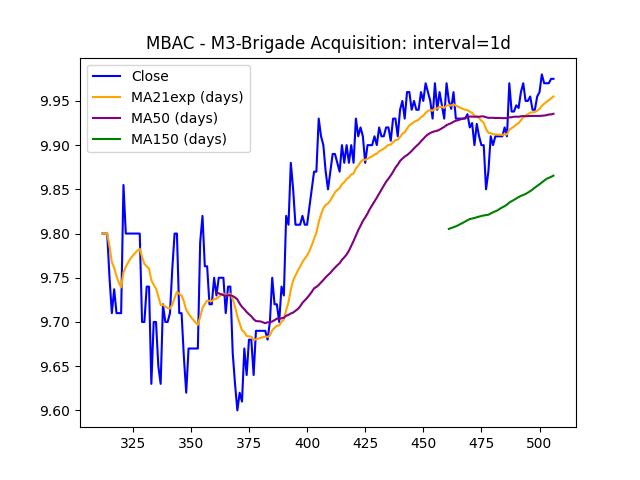 MBAC - M3-Brigade Acquisition: interval=1d
Close
MA21exp (days)
MA50 (days)
MA150 (days)
9.95
9.90
9.85
9.80
9.75
9.70
9.65
9.60
325 350 375 400 425 450 475 500